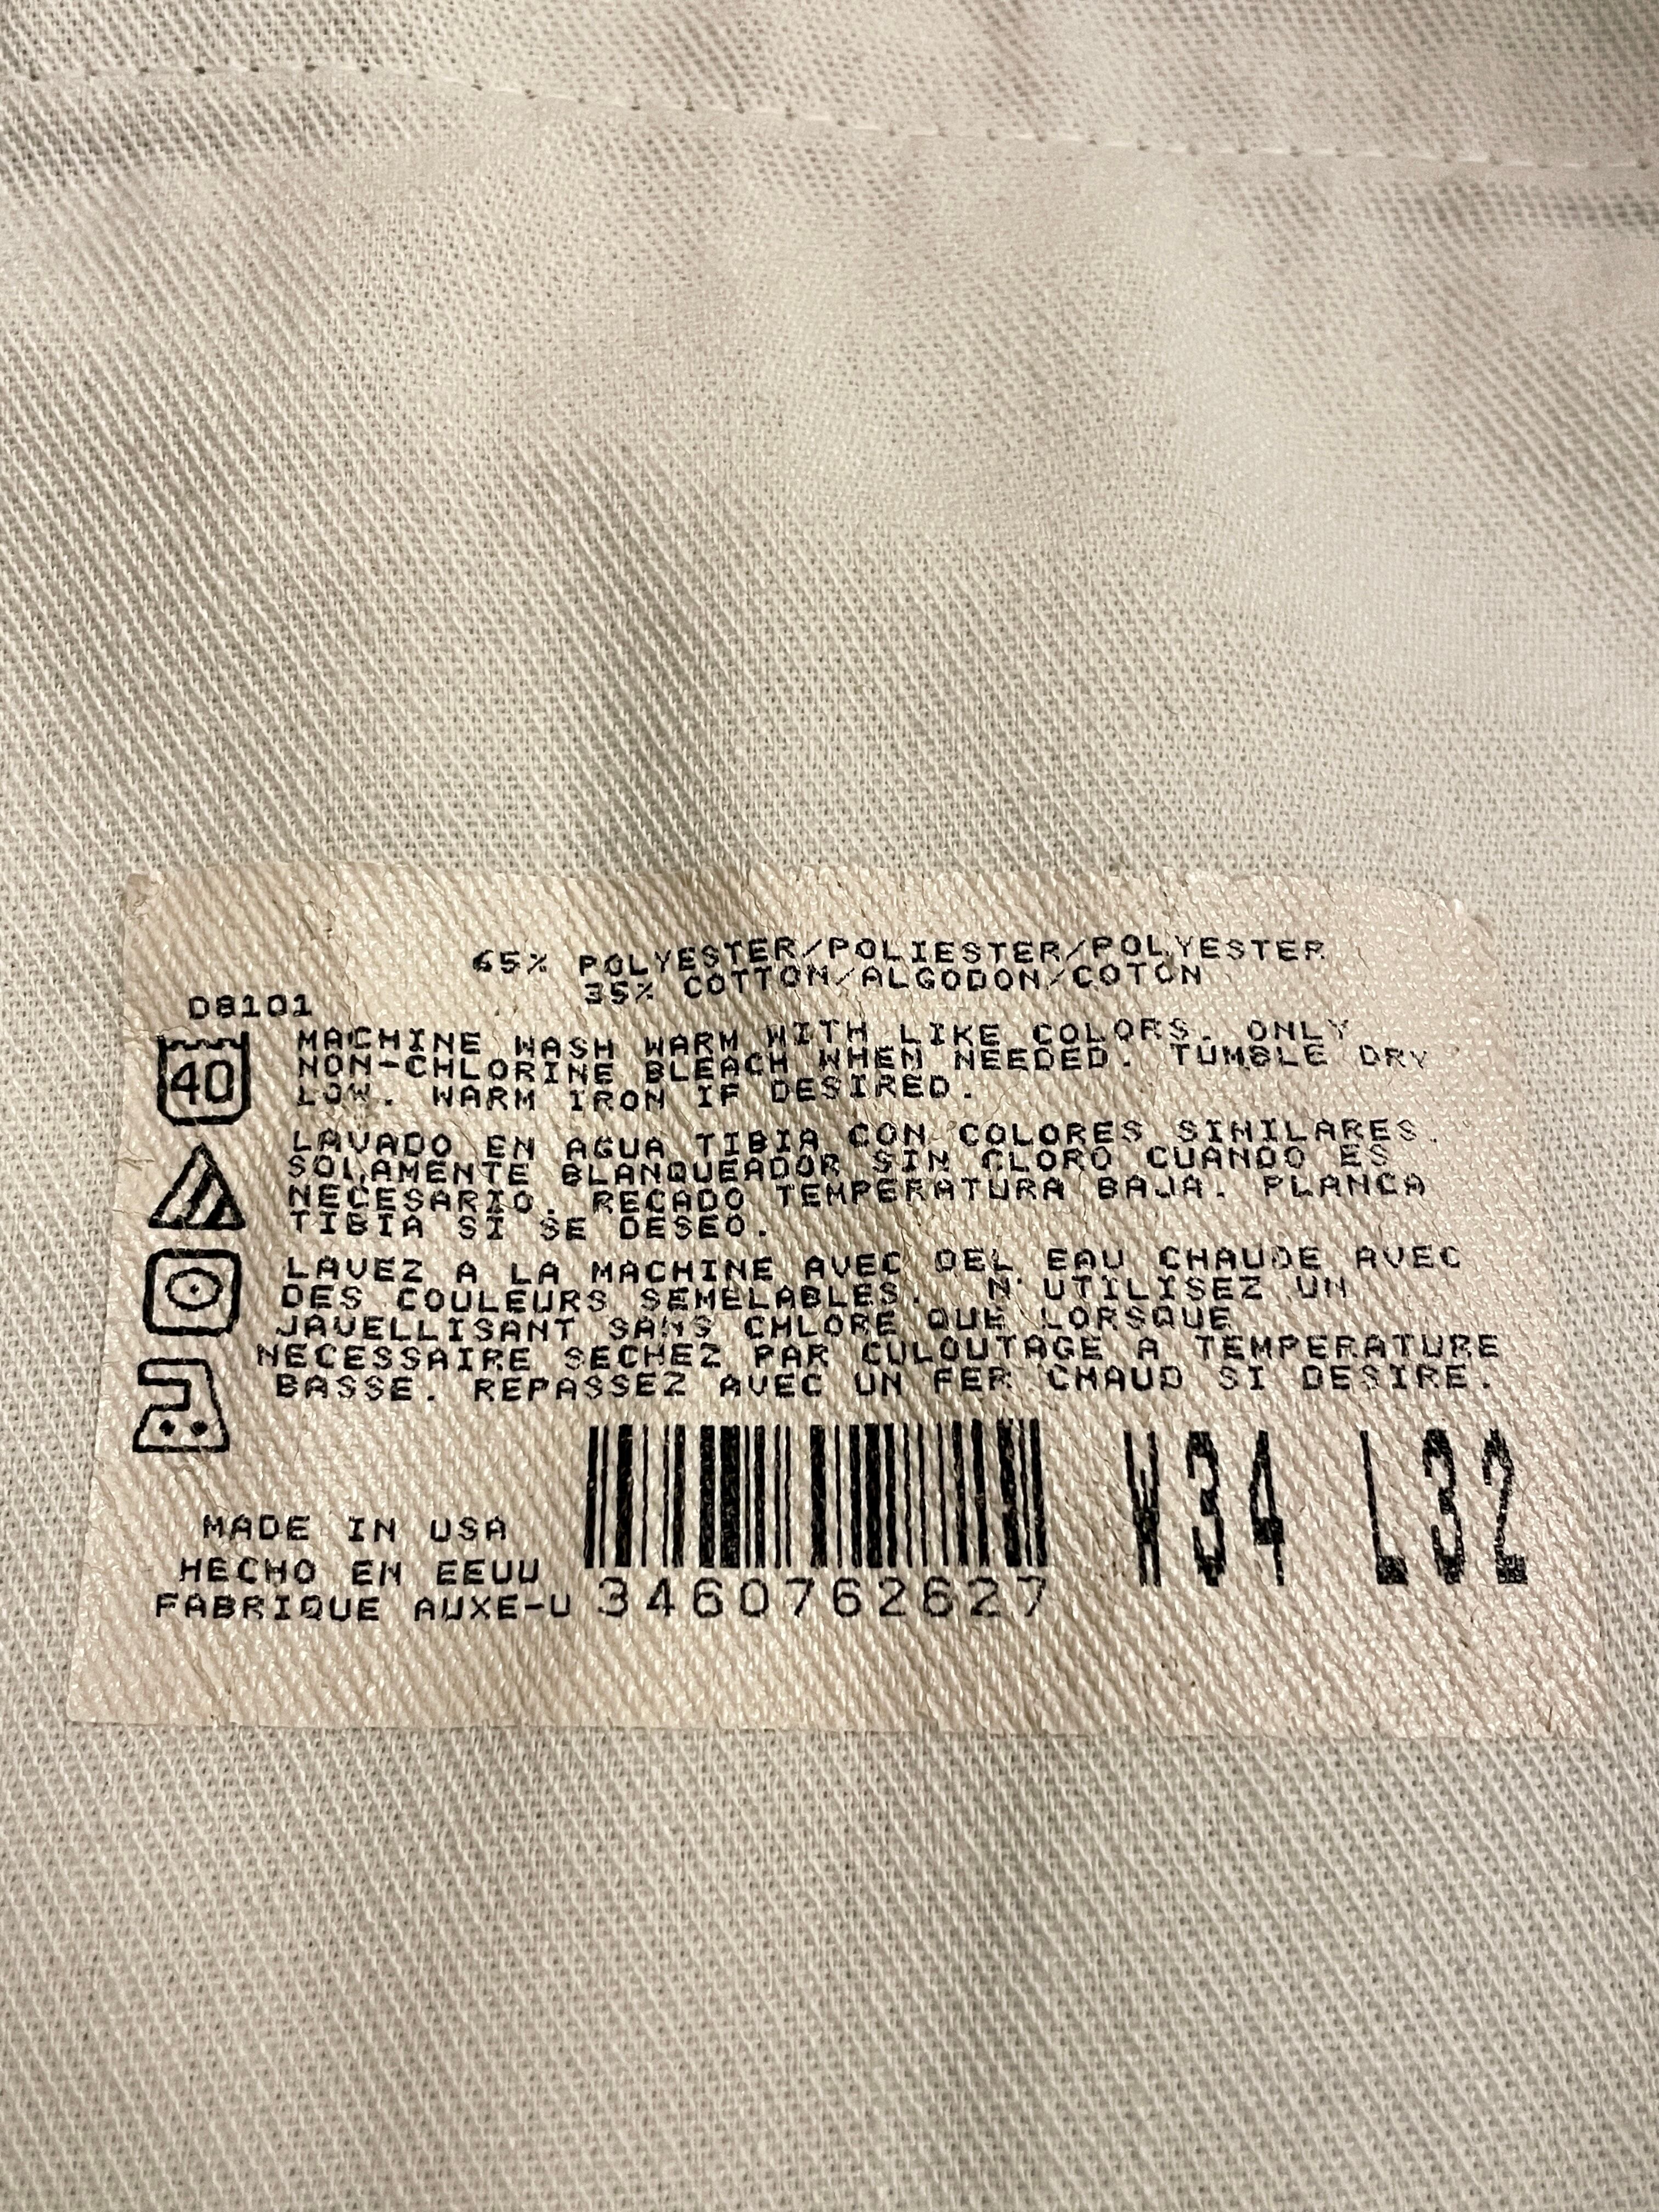 65% POLYESTER/POLIESTER/POLYESTER
35% COTTON/ALGODON/COTON
D8101
40
MACHINE WASH WARM WITH LIKE COLORS. ONLY
NON-CHLORINE BLEACH WHEN NEEDED. TUMBLE DRY
LOW. WARM IRON IF DESIRED.
LAVADO EN AGUA TIBIA CON COLORES SIMILARES.
SOLAMENTE BLANQUEADOR SIN CLORO CUANDO ES
NECESARIO. RECADO TEMPERATURA BAJA. PLANCA
TIBIA SI SE DESEO.
LAVEZ A LA MACHINE AVEC DEL EAU CHAUDE AVEC
DES COULEURS SEMELABLES. N'UTILISEZ UN
JAVELLISANT SANS CHLORE QUE LORSQUE
NECESSAIRE SECHEZ PAR CULOUTAGE A TEMPERATURE
BASSE. REPASSEZ AVEC UN FER CHAUD SI DESIRE.
MADE IN USA
HECHO EN EEUU
FABRIQUE AUXE-U
3460762627
W34 L32